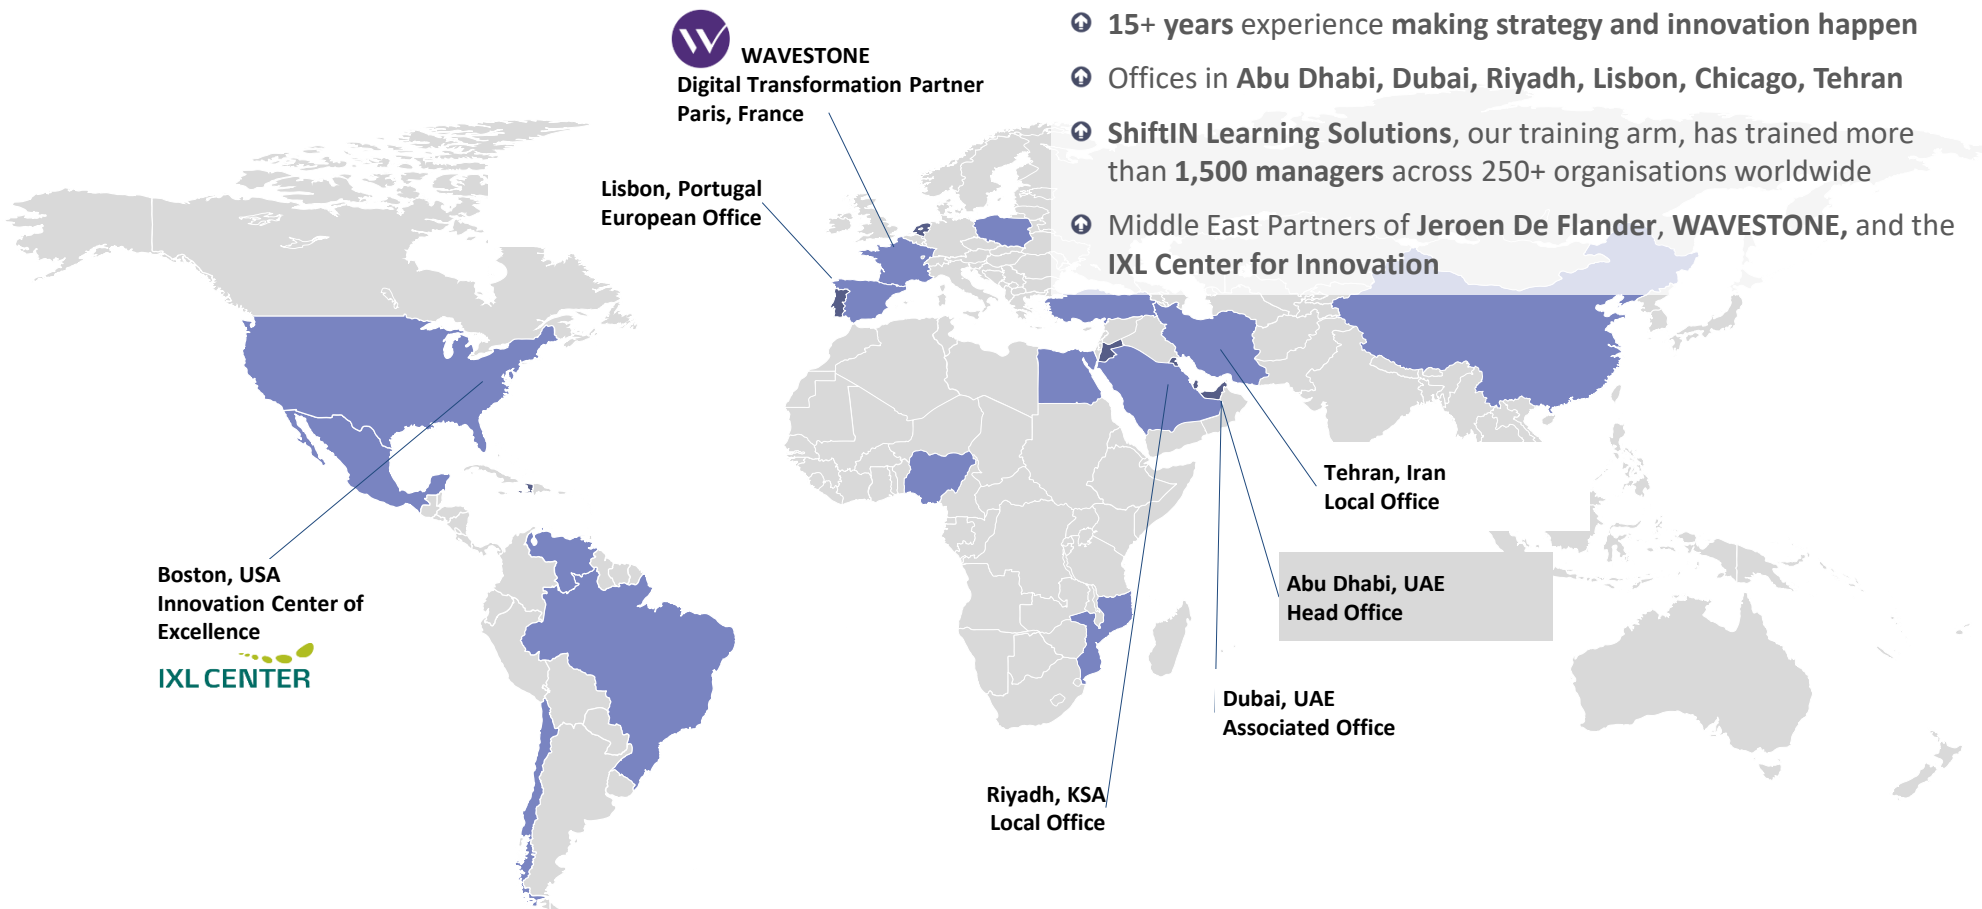 15+ years experience making strategy and innovation happen
Offices in Abu Dhabi, Dubai, Riyadh, Lisbon, Chicago, Tehran
ShiftIN Learning Solutions, our training arm, has trained more
than 1,500 managers across 250+ organisations worldwide
Middle East Partners of Jeroen De Flander, WAVESTONE, and the
IXL Center for Innovation
WAVESTONE
Digital Transformation Partner
Paris, France
Lisbon, Portugal
European Office
Boston, USA
Innovation Center of
Excellence
IXL CENTER
Tehran, Iran
Local Office
Abu Dhabi, UAE
Head Office
Dubai, UAE
Associated Office
Riyadh, KSA
Local Office